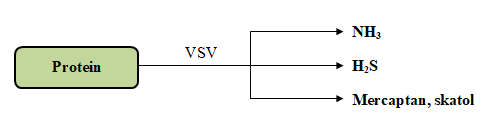 NH₃
VSV
Protein
H₂S
Mercaptan, skatol